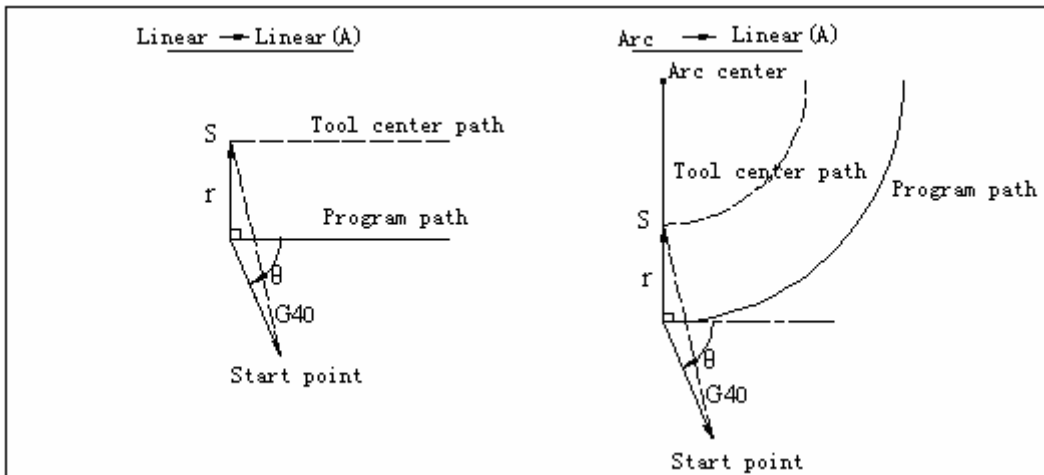 Linear → Linear(A)
S
Tool center path
r
Program path
θ
G40
Start point
Arc → Linear(A)
Arc center
Tool center path
Program path
S
r
θ
G40
Start point